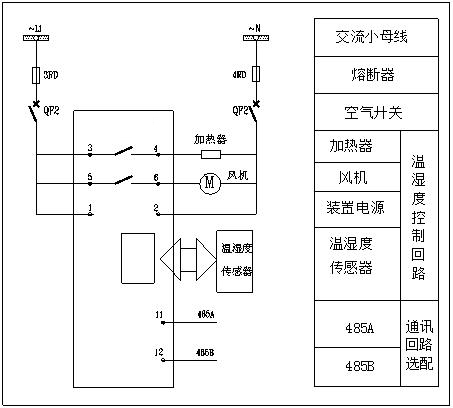 ~L1
~N
3RD
4RD
QF2
QF2
3
4
加热器
5
6
M
风机
1
2
温湿度
传感器
11
485A
12
485B
交流小母线
熔断器
空气开关
加热器
风机
装置电源
温湿度
传感器
温湿度控制回路
485A
485B
通讯
回路
选配